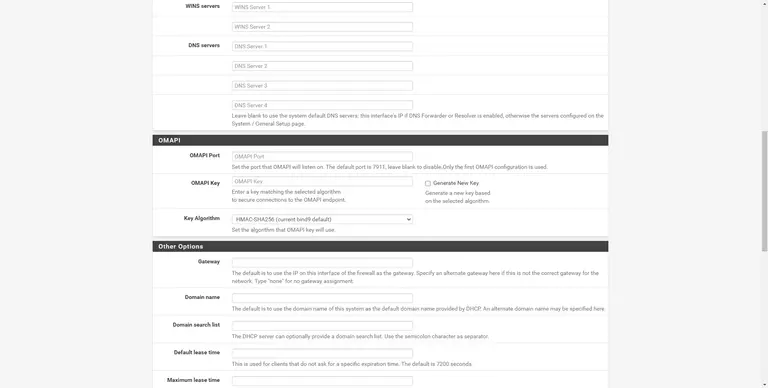 WINS servers
WINS Server 1
WINS Server 2
DNS servers
DNS Server 1
DNS Server 2
DNS Server 3
DNS Server 4
Leave blank to use the system default DNS servers: this interface's IP if DNS Forwarder or Resolver is enabled, otherwise the servers configured on the
System / General Setup page.
OMAPI
OMAPI Port
OMAPI Port
Set the port that OMAPI will listen on. The default port is 7911, leave blank to disable.Only the first OMAPI configuration is used.
OMAPI Key
OMAPI Key
Generate New Key
Enter a key matching the selected algorithm
to secure connections to the OMAPI endpoint.
Generate a new key based
on the selected algorithm.
Key Algorithm
HMAC-SHA256 (current bind9 default)
Set the algorithm that OMAPI key will use.
Other Options
Gateway
The default is to use the IP on this interface of the firewall as the gateway. Specify an alternate gateway here if this is not the correct gateway for the
network. Type "none" for no gateway assignment.
Domain name
The default is to use the domain name of this system as the default domain name provided by DHCP. An alternate domain name may be specified here.
Domain search list
The DHCP server can optionally provide a domain search list. Use the semicolon character as separator.
Default lease time
This is used for clients that do not ask for a specific expiration time. The default is 7200 seconds.
Maximum lease time